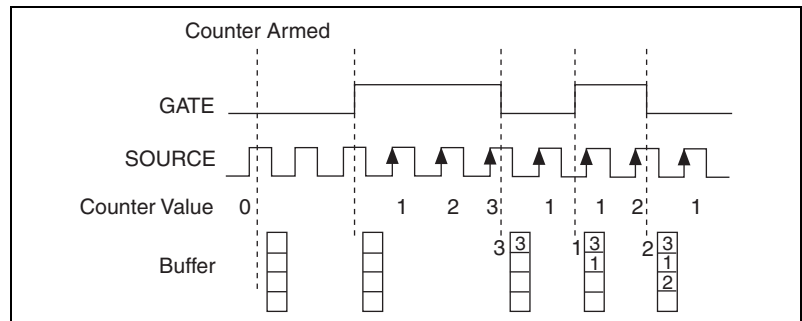 Counter Armed
GATE
SOURCE
Counter Value 0 1 2 3 1 1 2 1
Buffer 3 3 1 3 2 3
1 1
2